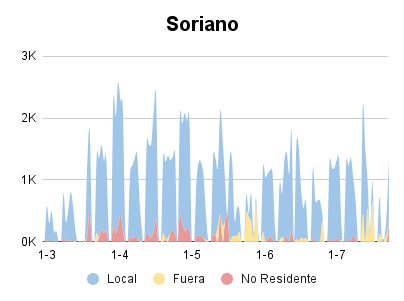 Soriano
3K
2K
1K
0K
1-3 1-4 1-5 1-6 1-7
Local Fuera No Residente